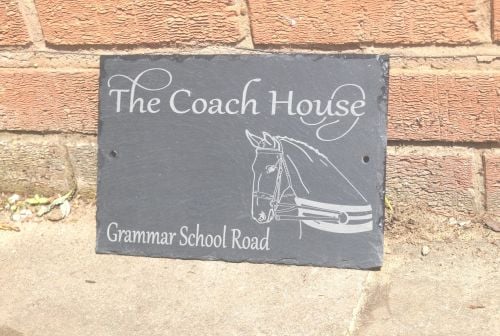 The Coach House
Grammar School Road